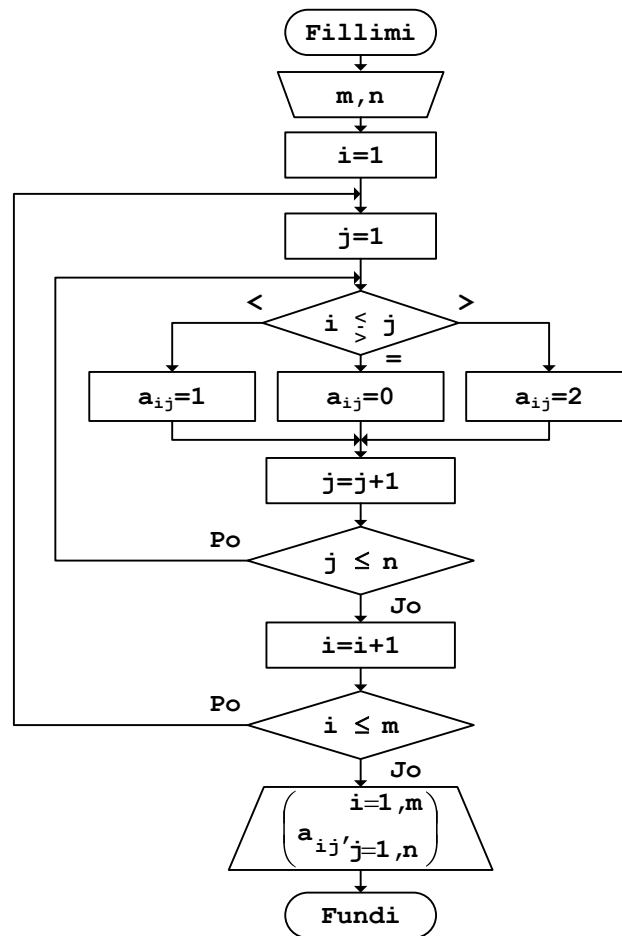 Fillimi
m,n
i=1
j=1
< >
i ≤ j
>
=
aij=1 aij=0 aij=2
j=j+1
Po
j ≤ n
Jo
i=i+1
Po
i ≤ m
Jo
i=1,m
aij,
j=1,n
Fundi